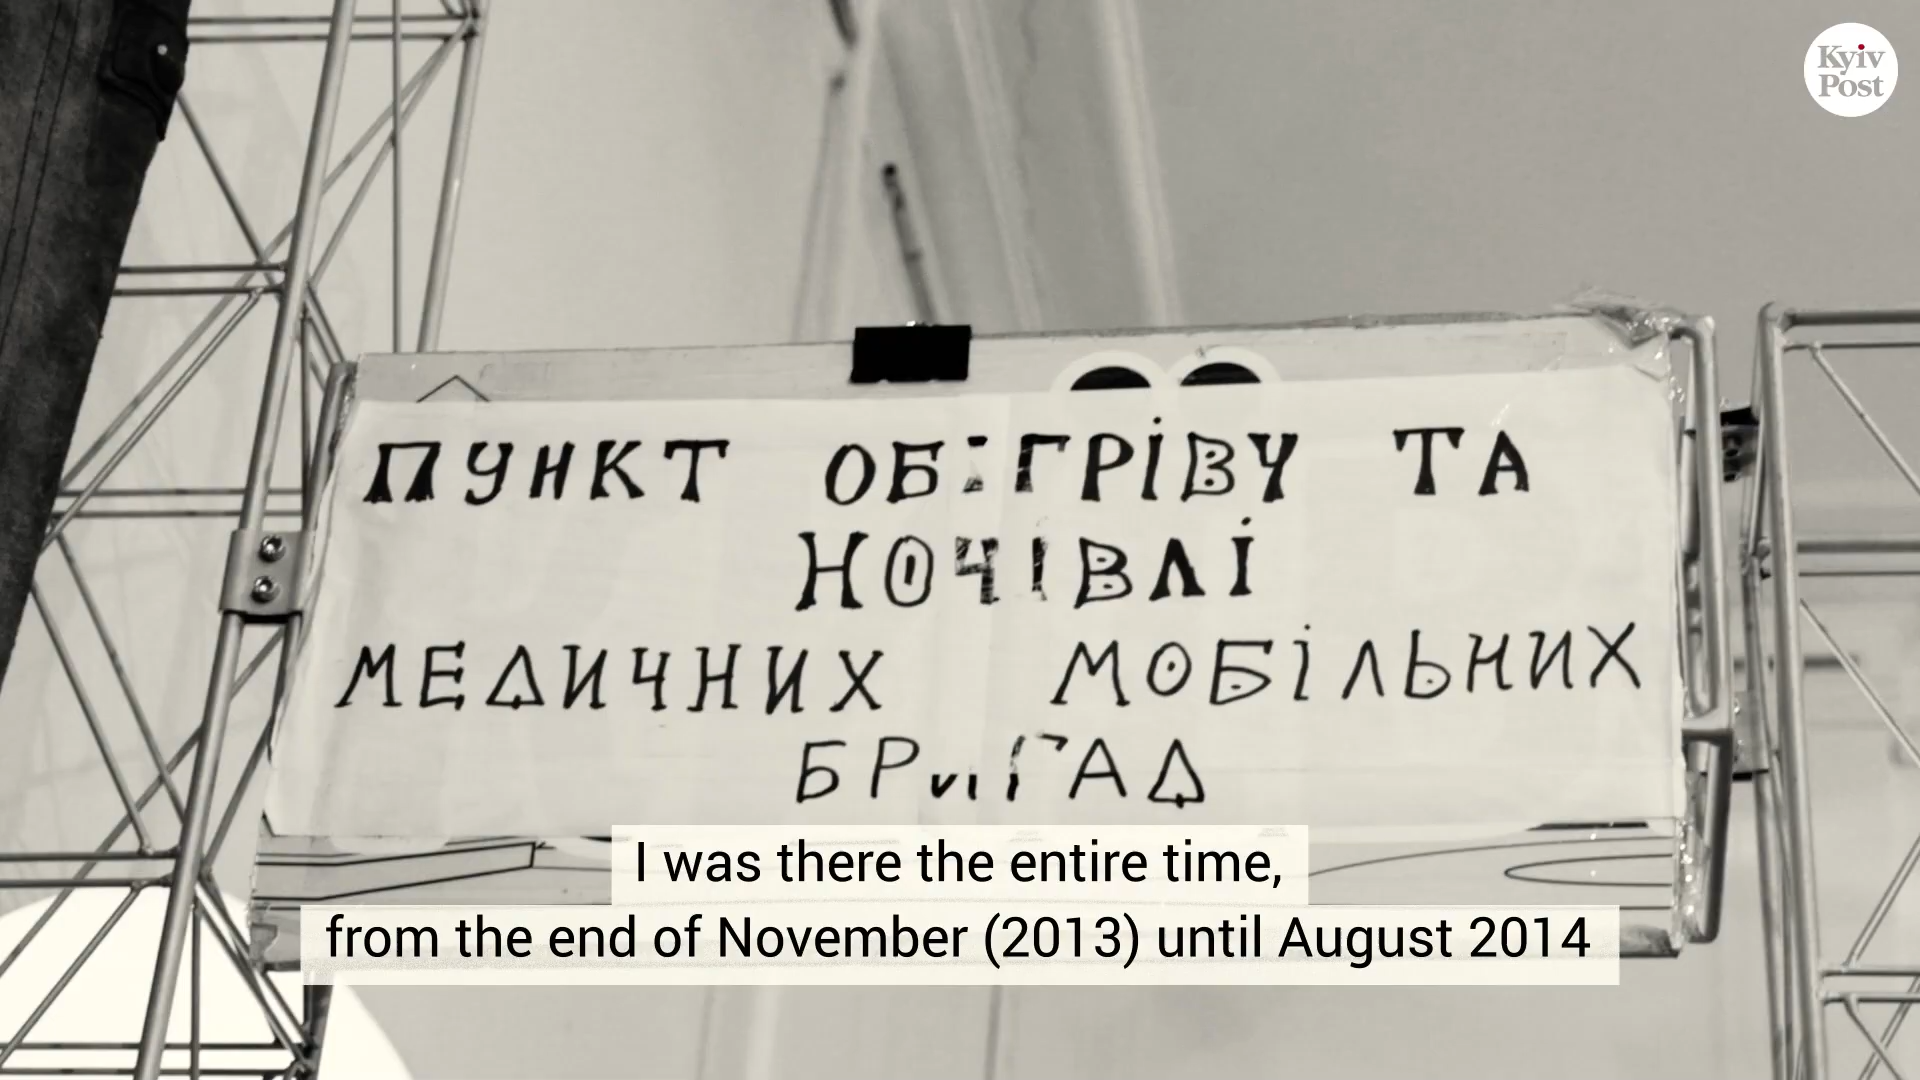 Kyiv
Post
ПУНКТ ОБІГРІВУ ТА
НОЧІВЛІ
МЕДИЧНИХ МОБІЛЬНИХ
БРИГАД
I was there the entire time,
from the end of November (2013) until August 2014